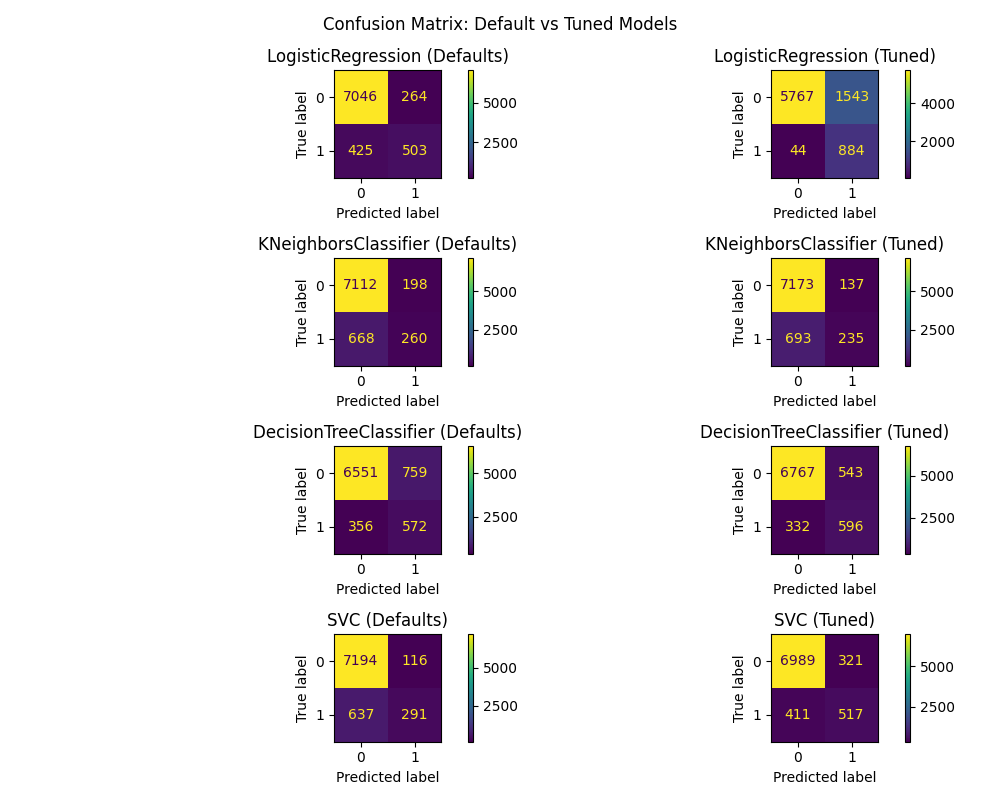 Confusion Matrix: Default vs Tuned Models
LogisticRegression (Defaults)
True label
0
1
7046 264
425 503
0 1
Predicted label
5000
2500
LogisticRegression (Tuned)
True label
0
1
5767 1543
44 884
0 1
Predicted label
4000
2000
KNeighborsClassifier (Defaults)
True label
0
1
7112 198
668 260
0 1
Predicted label
5000
2500
KNeighborsClassifier (Tuned)
True label
0
1
7173 137
693 235
0 1
Predicted label
5000
2500
DecisionTreeClassifier (Defaults)
True label
0
1
6551 759
356 572
0 1
Predicted label
5000
2500
DecisionTreeClassifier (Tuned)
True label
0
1
6767 543
332 596
0 1
Predicted label
5000
2500
SVC (Defaults)
True label
0
1
7194 116
637 291
0 1
Predicted label
5000
2500
SVC (Tuned)
True label
0
1
6989 321
411 517
0 1
Predicted label
5000
2500